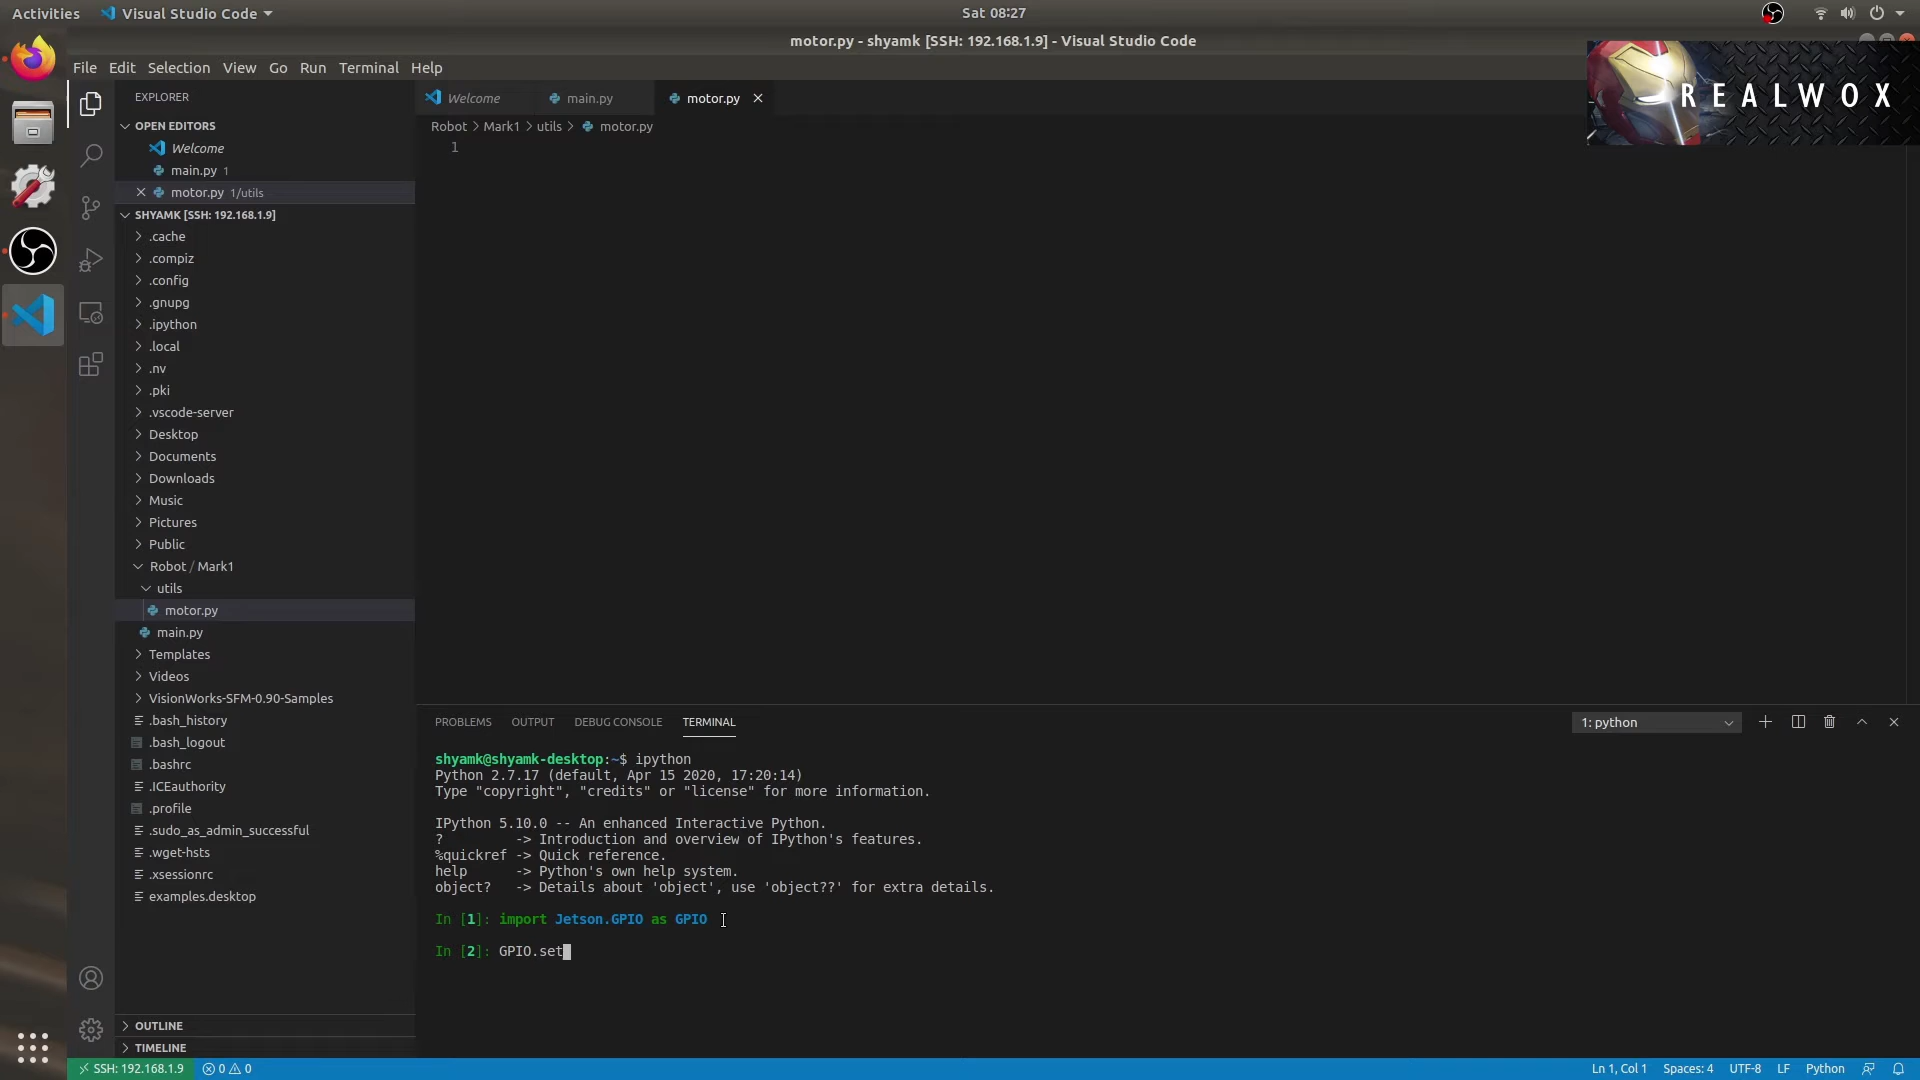 Activities Visual Studio Code Sat 08:27
motor.py - shyamk [SSH: 192.168.1.9] - Visual Studio Code
File Edit Selection View Go Run Terminal Help
REALWOX
EXPLORER
OPEN EDITORS
Welcome
main.py 1
motor.py 1/utils
SHYAMK [SSH: 192.168.1.9]
.cache
.compiz
.config
.gnupg
.ipython
.local
.nv
.pki
.vscode-server
Desktop
Documents
Downloads
Music
Pictures
Public
Robot / Mark1
utils
motor.py
main.py
Templates
Videos
VisionWorks-SFM-0.90-Samples
.bash_history
.bash_logout
.bashrc
.ICEauthority
.profile
.sudo_as_admin_successful
.wget-hsts
.xsessionrc
examples.desktop
OUTLINE
TIMELINE
Welcome main.py motor.py
Robot > Mark1 > utils > motor.py
1
PROBLEMS OUTPUT DEBUG CONSOLE TERMINAL 1: python
shyamk@shyamk-desktop:~$ ipython
Python 2.7.17 (default, Apr 15 2020, 17:20:14)
Type "copyright", "credits" or "license" for more information.
IPython 5.10.0 -- An enhanced Interactive Python.
? -> Introduction and overview of IPython's features.
%quickref -> Quick reference.
help -> Python's own help system.
object? -> Details about 'object', use 'object??' for extra details.
In [1]: import Jetson.GPIO as GPIO
In [2]: GPIO.set
SSH: 192.168.1.9 0 0 Ln 1, Col 1 Spaces: 4 UTF-8 LF Python